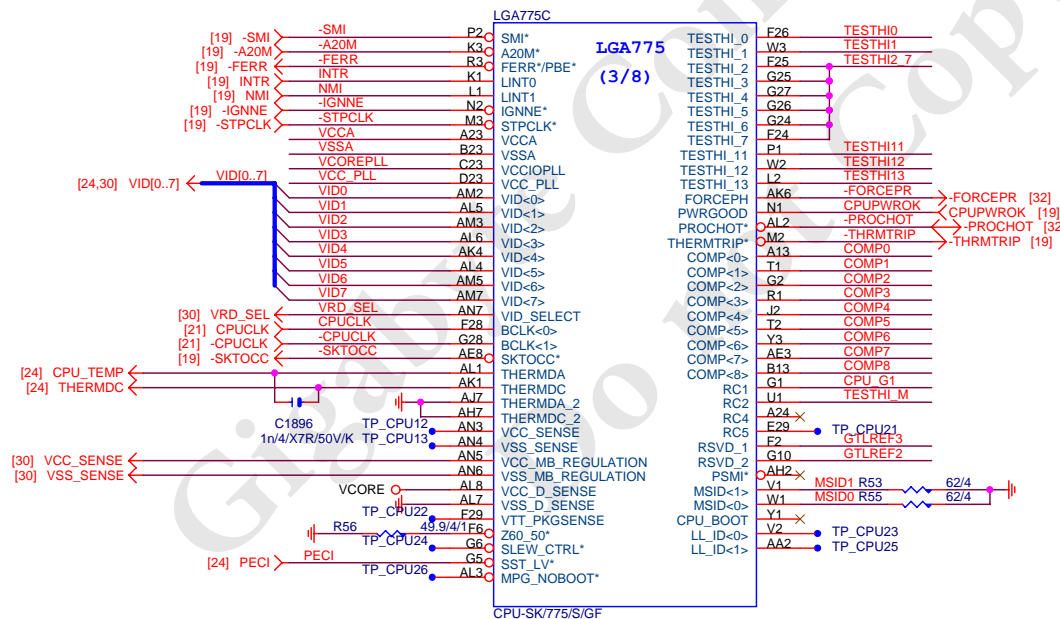 LGA775C
LGA775
(3/8)
[19] -SMI -SMI P2 SMI*
[19] -A20M -A20M K3 A20M*
[19] -FERR -FERR R3 FERR*/PBE*
[19] INTR INTR K1 LINT0
[19] NMI NMI L1 LINT1
[19] -IGNNE -IGNNE N2 IGNNE*
[19] -STPCLK -STPCLK M3 STPCLK*
VCCA A23 VCCA
VSSA B23 VSSA
VCOREPLL C23 VCCIOPLL
VCC_PLL D23 VCC_PLL
[24,30] VID[0..7] VID[0..7]
VID0 AM2 VID<0>
VID1 AL5 VID<1>
VID2 AM3 VID<2>
VID3 AL6 VID<3>
VID4 AK4 VID<4>
VID5 AL4 VID<5>
VID6 AM5 VID<6>
VID7 AM7 VID<7>
[30] VRD_SEL VRD_SEL AN7 VID_SELECT
[21] CPUCLK CPUCLK F28 BCLK<0>
[21] -CPUCLK -CPUCLK G28 BCLK<1>
[19] -SKTOCC -SKTOCC AE8 SKTOCC*
[24] CPU_TEMP AL1 THERMDA
[24] THERMDC AK1 THERMDC
AJ7 THERMDA_2
AH7 THERMDC_2
C1896
1n/4/X7R/50V/K
TP_CPU12 AN3 VCC_SENSE
TP_CPU13 AN4 VSS_SENSE
[30] VCC_SENSE AN5 VCC_MB_REGULATION
[30] VSS_SENSE AN6 VSS_MB_REGULATION
VCORE AL8 VCC_D_SENSE
AL7 VSS_D_SENSE
TP_CPU22 F29 VTT_PKGSENSE
R56 49.9/4/1 F6 Z60_50*
TP_CPU24 G6 SLEW_CTRL*
[24] PECI PECI G5 SST_LV*
TP_CPU26 AL3 MPG_NOBOOT*
TESTHI_0 F26 TESTHI0
TESTHI_1 W3 TESTHI1
TESTHI_2 F25 TESTHI2_7
TESTHI_3 G25
TESTHI_4 G27
TESTHI_5 G26
TESTHI_6 G24
TESTHI_7 F24
TESTHI_11 P1 TESTHI11
TESTHI_12 W2 TESTHI12
TESTHI_13 L2 TESTHI13
FORCEPH AK6 -FORCEPR -FORCEPR [32]
PWRGOOD N1 CPUPWROK CPUPWROK [19]
PROCHOT* AL2 -PROCHOT -PROCHOT [32
THERMTRIP* M2 -THRMTRIP -THRMTRIP [19]
COMP<0> A13 COMP0
COMP<1> T1 COMP1
COMP<2> G2 COMP2
COMP<3> R1 COMP3
COMP<4> J2 COMP4
COMP<5> T2 COMP5
COMP<6> Y3 COMP6
COMP<7> AE3 COMP7
COMP<8> B13 COMP8
RC1 G1 CPU_G1
RC2 U1 TESTHI_M
RC4 A24
RC5 E29 TP_CPU21
RSVD_1 F2 GTLREF3
RSVD_2 G10 GTLREF2
PSMI* AH2
MSID<1> V1 MSID1 R53 62/4
MSID<0> W1 MSID0 R55 62/4
CPU_BOOT Y1
LL_ID<0> V2 TP_CPU23
LL_ID<1> AA2 TP_CPU25
CPU-SK/775/S/GF